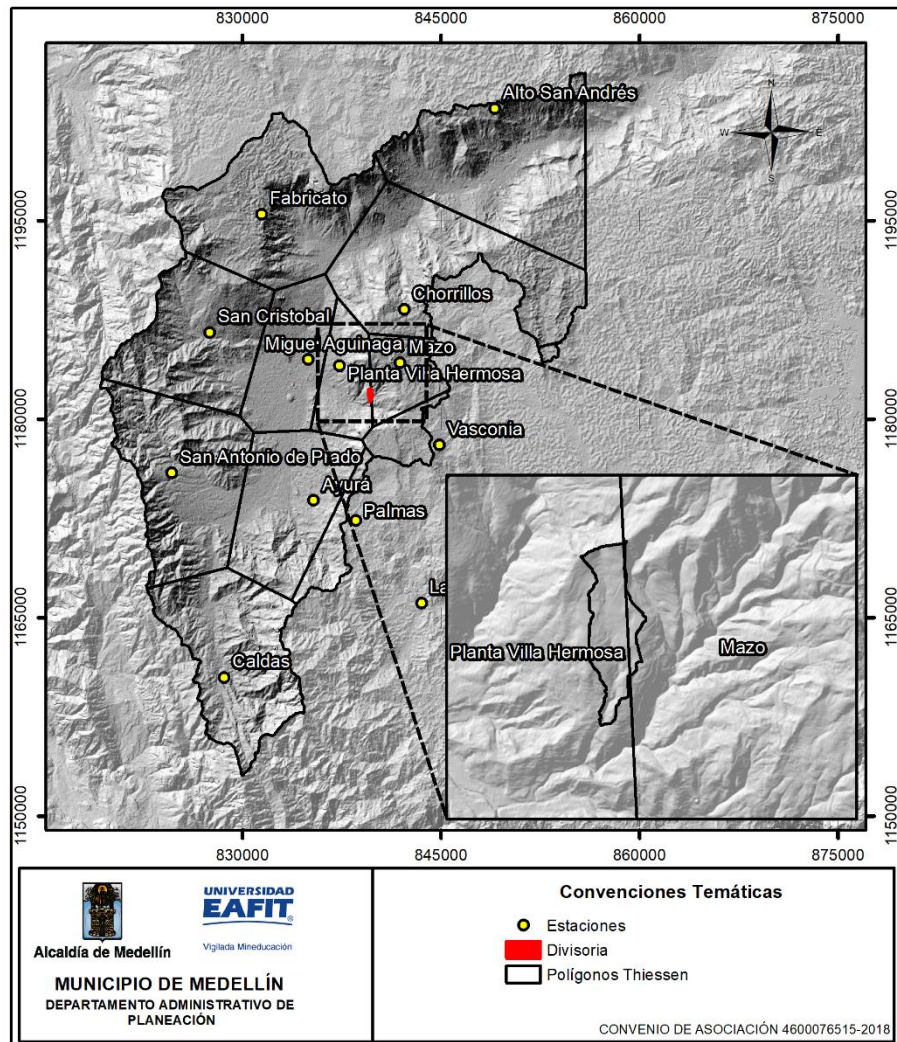 830000 845000 860000 875000
Alto San Andrés
N
W E
S
Fabricato
1195000 1195000
Chorrillos
San Cristobal
Miguel Aguinaga Mazo
Planta Villa Hermosa
1180000 1180000
Vasconia
San Antonio de Prado
Ayurá
Palmas
La
1165000 1165000
Planta Villa Hermosa Mazo
Caldas
1150000 1150000
830000 845000 860000 875000
Alcaldía de Medellín
UNIVERSIDAD
EAFIT
Vigilada Mineducación
MUNICIPIO DE MEDELLÍN
DEPARTAMENTO ADMINISTRATIVO DE
PLANEACIÓN
Convenciones Temáticas
Estaciones
Divisoria
Polígonos Thiessen
CONVENIO DE ASOCIACIÓN 4600076515-2018